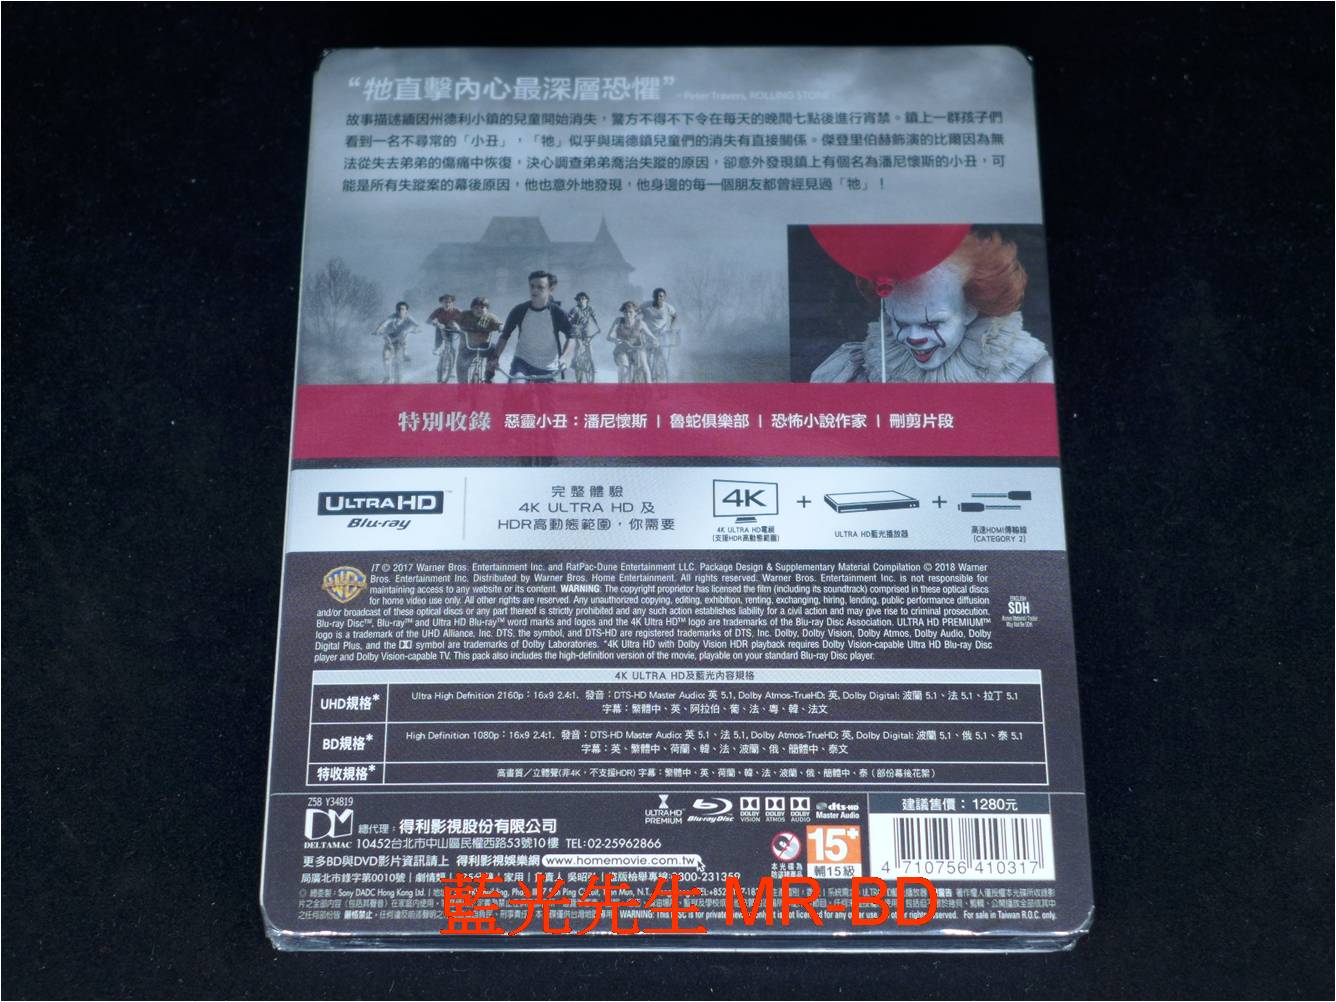 “牠直擊內心最深層恐懼” - Peter Travers, ROLLING STONE
故事描述緬因州德利小鎮的兒童開始消失，警方不得不下令在每天的晚間七點後進行宵禁。鎮上一群孩子們
看到一名不尋常的「小丑」，「牠」似乎與瑞德鎮兒童們的消失有直接關係。傑登里伯赫飾演的比爾因為無
法從失去弟弟的傷痛中恢復，決心調查弟弟喬治失蹤的原因，卻意外發現鎮上有個名為潘尼懷斯的小丑，可
能是所有失蹤案的幕後原因，他也意外地發現，他身邊的每一個朋友都曾經見過「牠」！
特別收錄 惡靈小丑：潘尼懷斯 | 魯蛇俱樂部 | 恐怖小說作家 | 刪剪片段
ULTRA HD
Blu-ray
完整體驗
4K ULTRA HD 及
HDR高動態範圍，你需要
4K
4K ULTRA HD電視
(支援HDR高動態範圍)
+
ULTRA HD藍光播放器
+
高速HDMI傳輸線
(CATEGORY 2)
IT © 2017 Warner Bros. Entertainment Inc. and RatPac-Dune Entertainment LLC. Package Design & Supplementary Material Compilation © 2018 Warner
Bros. Entertainment Inc. Distributed by Warner Bros. Home Entertainment. All rights reserved. Warner Bros. Entertainment Inc. is not responsible for
maintaining access to any website or its content. WARNING: The copyright proprietor has licensed the film (including its soundtrack) comprised in these optical discs
for home video use only. All other rights are reserved. Any unauthorized copying, editing, exhibition, renting, exchanging, hiring, lending, public performance diffusion
and/or broadcast of these optical discs or any part thereof is strictly prohibited and any such action establishes liability for a civil action and may give rise to criminal prosecution.
Blu-ray Disc™, Blu-ray™ and Ultra HD Blu-ray™ word marks and logos and the 4K Ultra HD™ logo are trademarks of the Blu-ray Disc Association. ULTRA HD PREMIUM™
logo is a trademark of the UHD Alliance, Inc. DTS, the symbol, and DTS-HD are registered trademarks of DTS, Inc. Dolby, Dolby Vision, Dolby Atmos, Dolby Audio, Dolby
Digital Plus, and the symbol are trademarks of Dolby Laboratories. *4K Ultra HD with Dolby Vision HDR playback requires Dolby Vision-capable Ultra HD Blu-ray Disc
player and Dolby Vision-capable TV. This pack also includes the high-definition version of the movie, playable on your standard Blu-ray Disc player.
ENGLISH
SDH
4K ULTRA HD及藍光內容規格
UHD規格*
Ultra High Defnition 2160p：16x9 2.4:1. 發音：DTS-HD Master Audio: 英 5.1, Dolby Atmos-TrueHD: 英, Dolby Digital: 波蘭 5.1、法 5.1、拉丁 5.1
字幕：繁體中、英、阿拉伯、葡、法、粵、韓、法文
BD規格*
High Definition 1080p：16x9 2.4:1. 發音：DTS-HD Master Audio: 英 5.1、法 5.1, Dolby Atmos-TrueHD: 英, Dolby Digital: 波蘭 5.1、俄 5.1、泰 5.1
字幕：英、繁體中、荷蘭、韓、法、波蘭、俄、簡體中、泰文
特收規格*
高畫質／立體聲(非4K，不支援HDR) 字幕：繁體中、英、荷蘭、韓、法、波蘭、俄、簡體中、泰（部份幕後花絮）
Z58 Y34819
DELTAMAC
總代理：得利影視股份有限公司
10452台北市中山區民權西路53號10樓 TEL:02-25962866
更多BD與DVD影片資訊請上 得利影視娛樂網 www.homemovie.com.tw
ULTRA HD PREMIUM
Blu-ray Disc
DOLBY VISION
DOLBY ATMOS
DOLBY AUDIO
dts-HD Master Audio
15+
輔15級
建議售價：1280元
4 710756 410317
藍光先生 MR-BD
WARNING: This DISC is for private
For sale in Taiwan R.O.C. only.